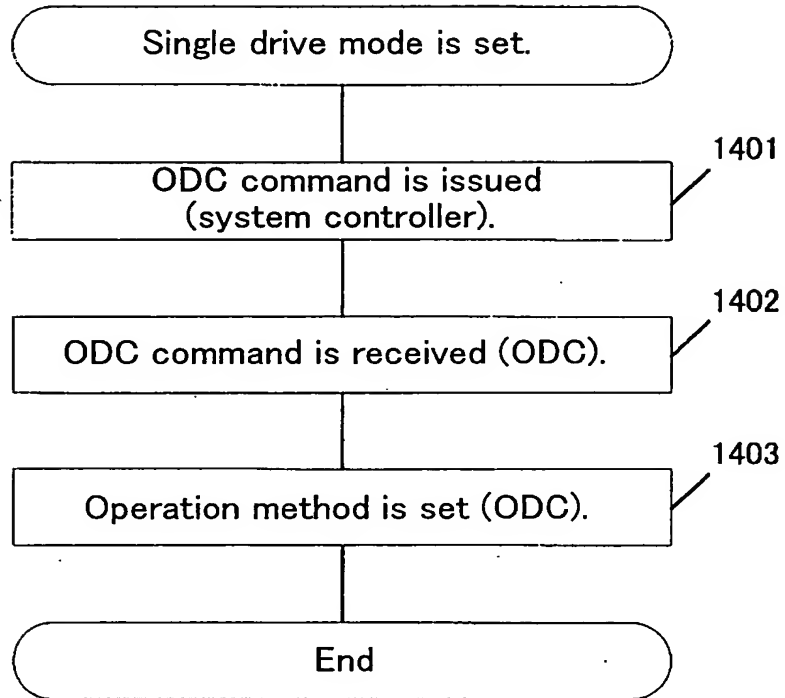 Single drive mode is set.
1401
ODC command is issued
(system controller).
1402
ODC command is received (ODC).
1403
Operation method is set (ODC).
End